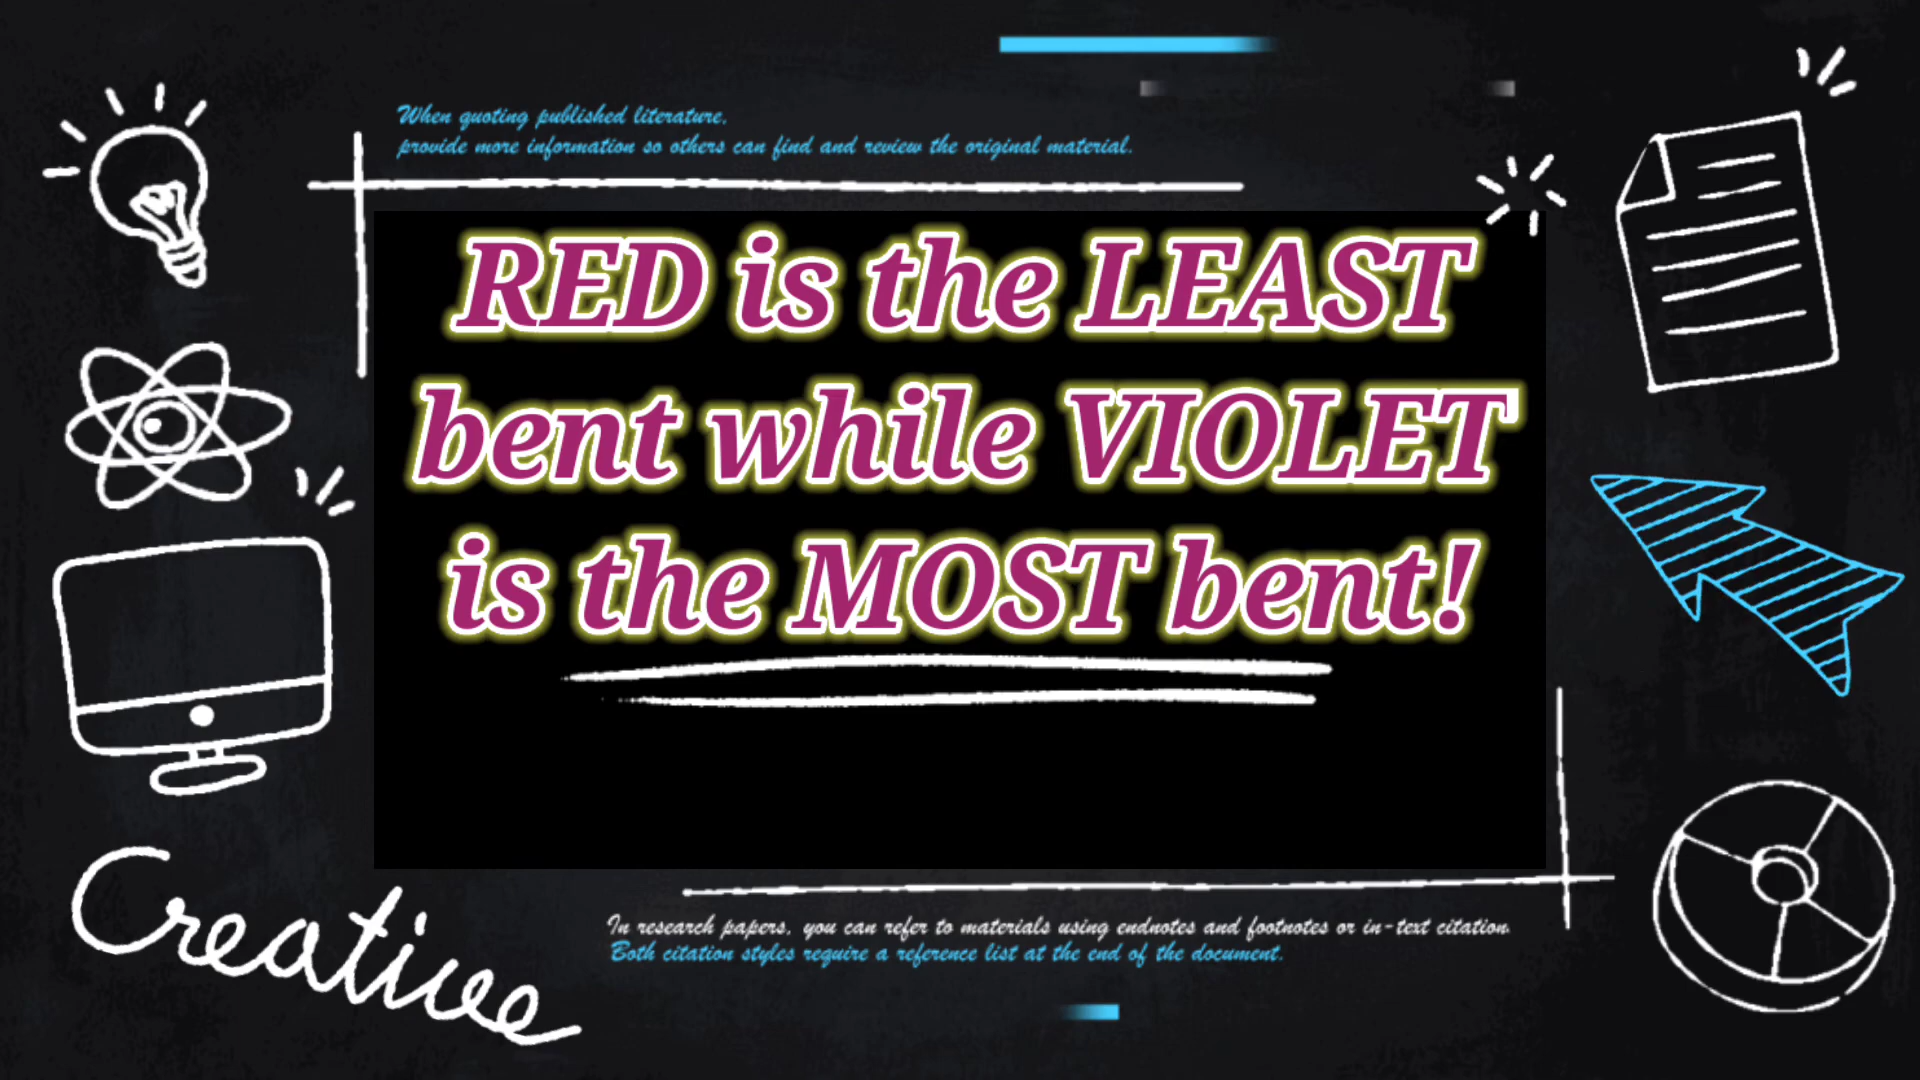 When quoting published literature,
provide more information so others can find and review the original material.
RED is the LEAST
bent while VIOLET
is the MOST bent!
In research papers, you can refer to materials using endnotes and footnotes or in-text citation.
Both citation styles require a reference list at the end of the document.
Creative